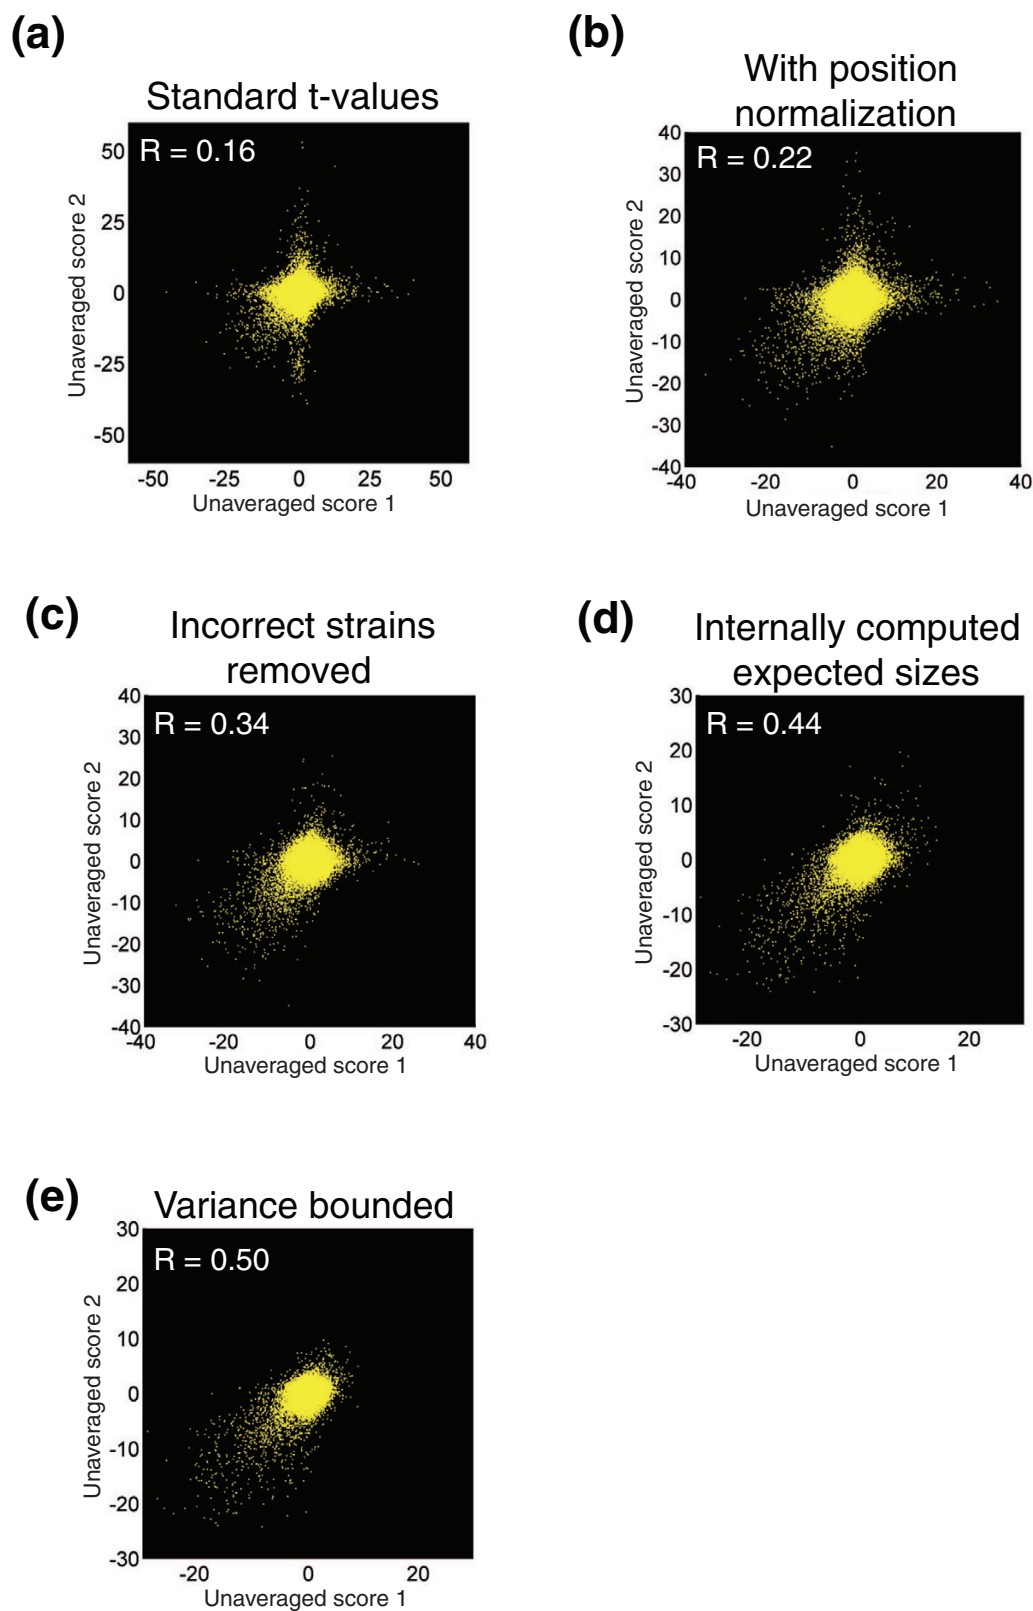 (a)
Standard t-values
R = 0.16
50
25
0
-25
-50
Unaveraged score 2
-50 -25 0 25 50
Unaveraged score 1
(b)
With position
normalization
R = 0.22
40
30
20
10
0
-10
-20
-30
-40
Unaveraged score 2
-40 -20 0 20 40
Unaveraged score 1
(c)
Incorrect strains
removed
R = 0.34
40
30
20
10
0
-10
-20
-30
-40
Unaveraged score 2
-40 -20 0 20 40
Unaveraged score 1
(d)
Internally computed
expected sizes
R = 0.44
30
20
10
0
-10
-20
-30
Unaveraged score 2
-20 0 20
Unaveraged score 1
(e)
Variance bounded
R = 0.50
30
20
10
0
-10
-20
-30
Unaveraged score 2
-20 0 20
Unaveraged score 1